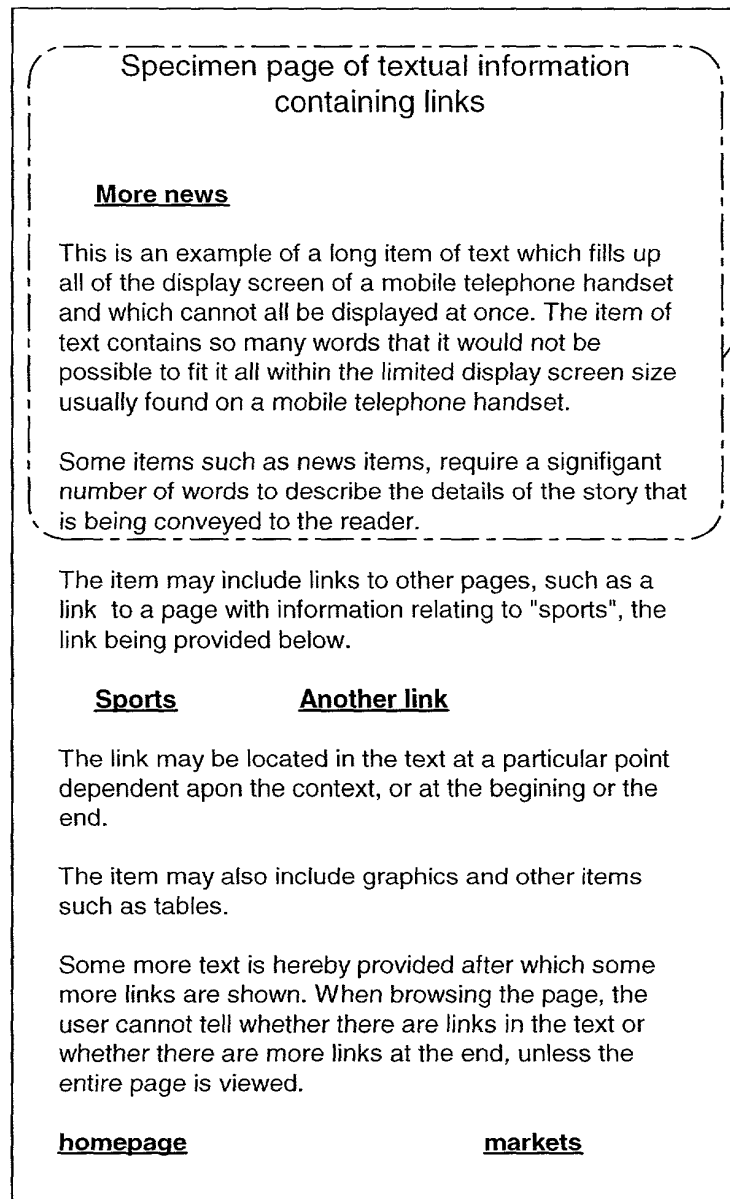 Specimen page of textual information
containing links
More news
This is an example of a long item of text which fills up
all of the display screen of a mobile telephone handset
and which cannot all be displayed at once. The item of
text contains so many words that it would not be
possible to fit it all within the limited display screen size
usually found on a mobile telephone handset.
Some items such as news items, require a signifigant
number of words to describe the details of the story that
is being conveyed to the reader.
The item may include links to other pages, such as a
link to a page with information relating to "sports", the
link being provided below.
Sports Another link
The link may be located in the text at a particular point
dependent apon the context, or at the begining or the
end.
The item may also include graphics and other items
such as tables.
Some more text is hereby provided after which some
more links are shown. When browsing the page, the
user cannot tell whether there are links in the text or
whether there are more links at the end, unless the
entire page is viewed.
homepage markets